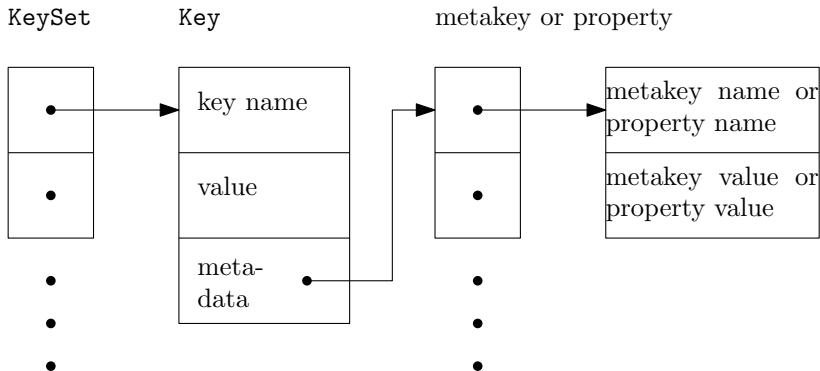 KeySet
Key
metakey or property
key name
value
meta-
data
metakey name or
property name
metakey value or
property value